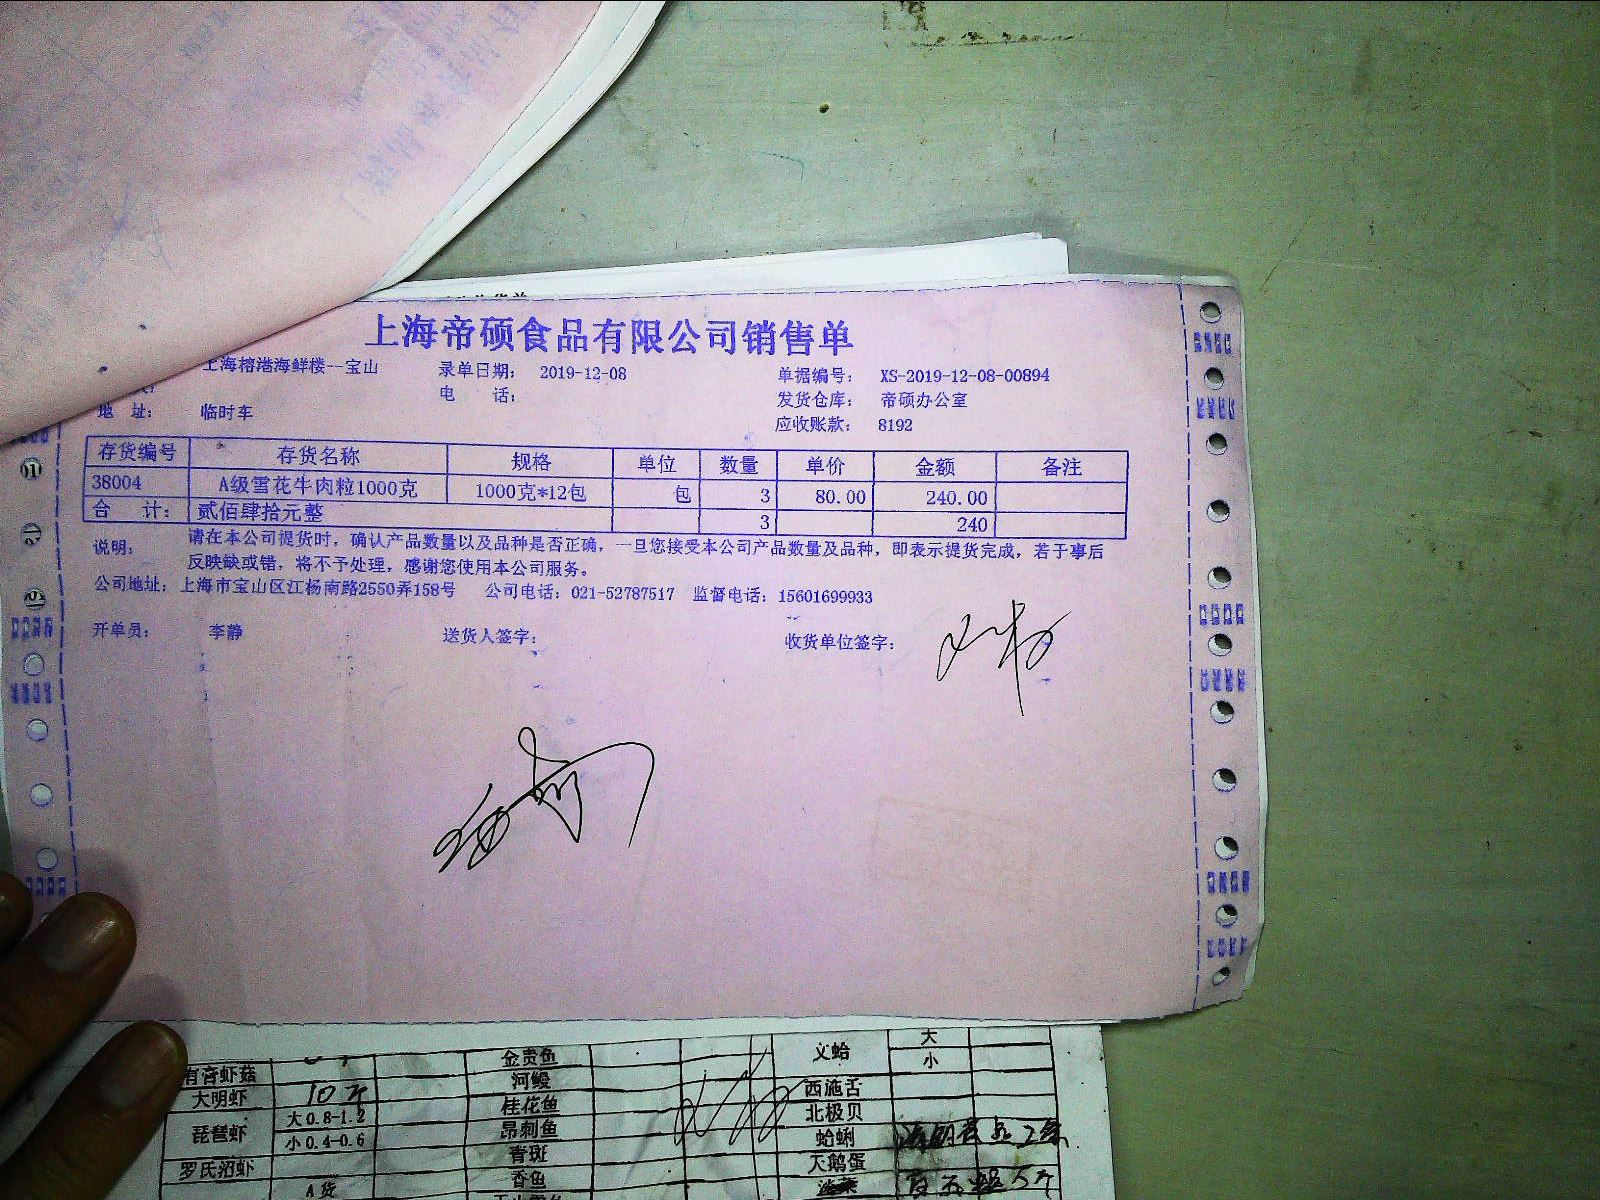 上海帝硕食品有限公司销售单
上海榕港海鲜楼--宝山 录单日期: 2019-12-08 单据编号: XS-2019-12-08-00894
电 话: 发货仓库: 帝硕办公室
地 址: 临时车 应收账款: 8192
存货编号 存货名称 规格 单位 数量 单价 金额 备注
38004 A级雪花牛肉粒1000克 1000克*12包 包 3 80.00 240.00
合 计: 贰佰肆拾元整 3 240
说明: 请在本公司提货时，确认产品数量以及品种是否正确，一旦您接受本公司产品数量及品种，即表示提货完成，若于事后
反映缺或错，将不予处理，感谢您使用本公司服务。
公司地址: 上海市宝山区江杨南路2550弄158号 公司电话: 021-52787517 监督电话: 15601699933
开单员: 李静 送货人签字: 收货单位签字:
金贵鱼 文蛤 大
有膏虾菇 河鳗 小
大明虾 10斤 桂花鱼 西施舌
琵琶虾 大0.8-1.2 昂刺鱼 北极贝
小0.4-0.6 青斑 蛤蜊
罗氏沼虾 香鱼 天鹅蛋
A货